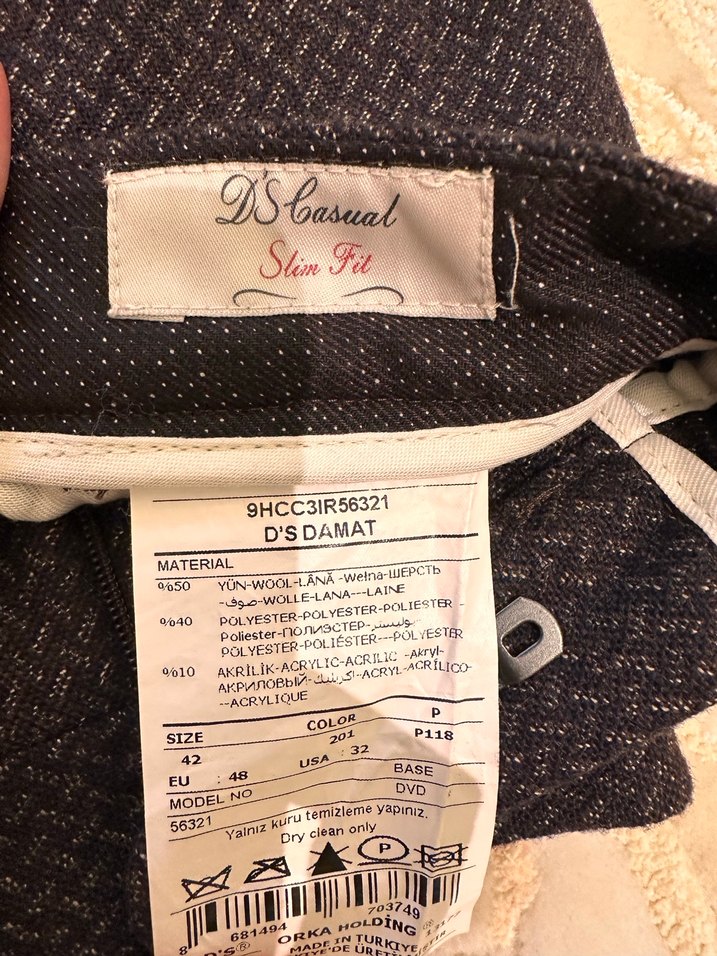 D'S Casual
Slim Fit
9HCC3IR56321
D'S DAMAT
MATERIAL
%50 YÜN-WOOL-LÂNĂ -Wełna-ШЕРСТЬ
-صوف-WOLLE-LANA---LAINE
%40 POLYESTER-POLYESTER-POLIESTER -
Poliester-ПОЛИЭСТЕР-بوليستر-
POLYESTER-POLIÉSTER---POLYESTER
%10 AKRİLİK-ACRYLIC-ACRILIC -Akryl-
АКРИЛОВЫЙ-اكريليك-ACRYL-ACRÍLICO-
--ACRYLIQUE
SIZE COLOR P
42 201 P118
EU : 48 USA : 32
MODEL NO BASE
56321 DVD
Yalnız kuru temizleme yapınız.
Dry clean only
P
8 681494 703749
D'S® ORKA HOLDİNG®
MADE IN TURKIYE